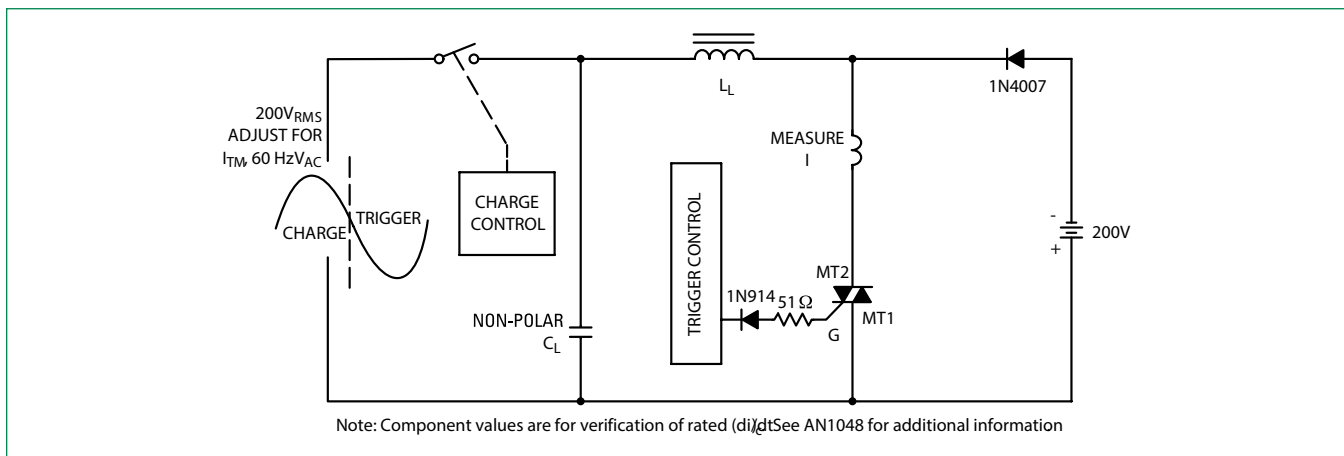 200V_RMS
ADJUST FOR
I_TM, 60 HzV_AC
CHARGE
TRIGGER
CHARGE
CONTROL
NON-POLAR
C_L
L_L
MEASURE
I
TRIGGER CONTROL
1N914
51 Ω
G
MT2
MT1
1N4007
-
+
200V
Note: Component values are for verification of rated (di/dt)c See AN1048 for additional information